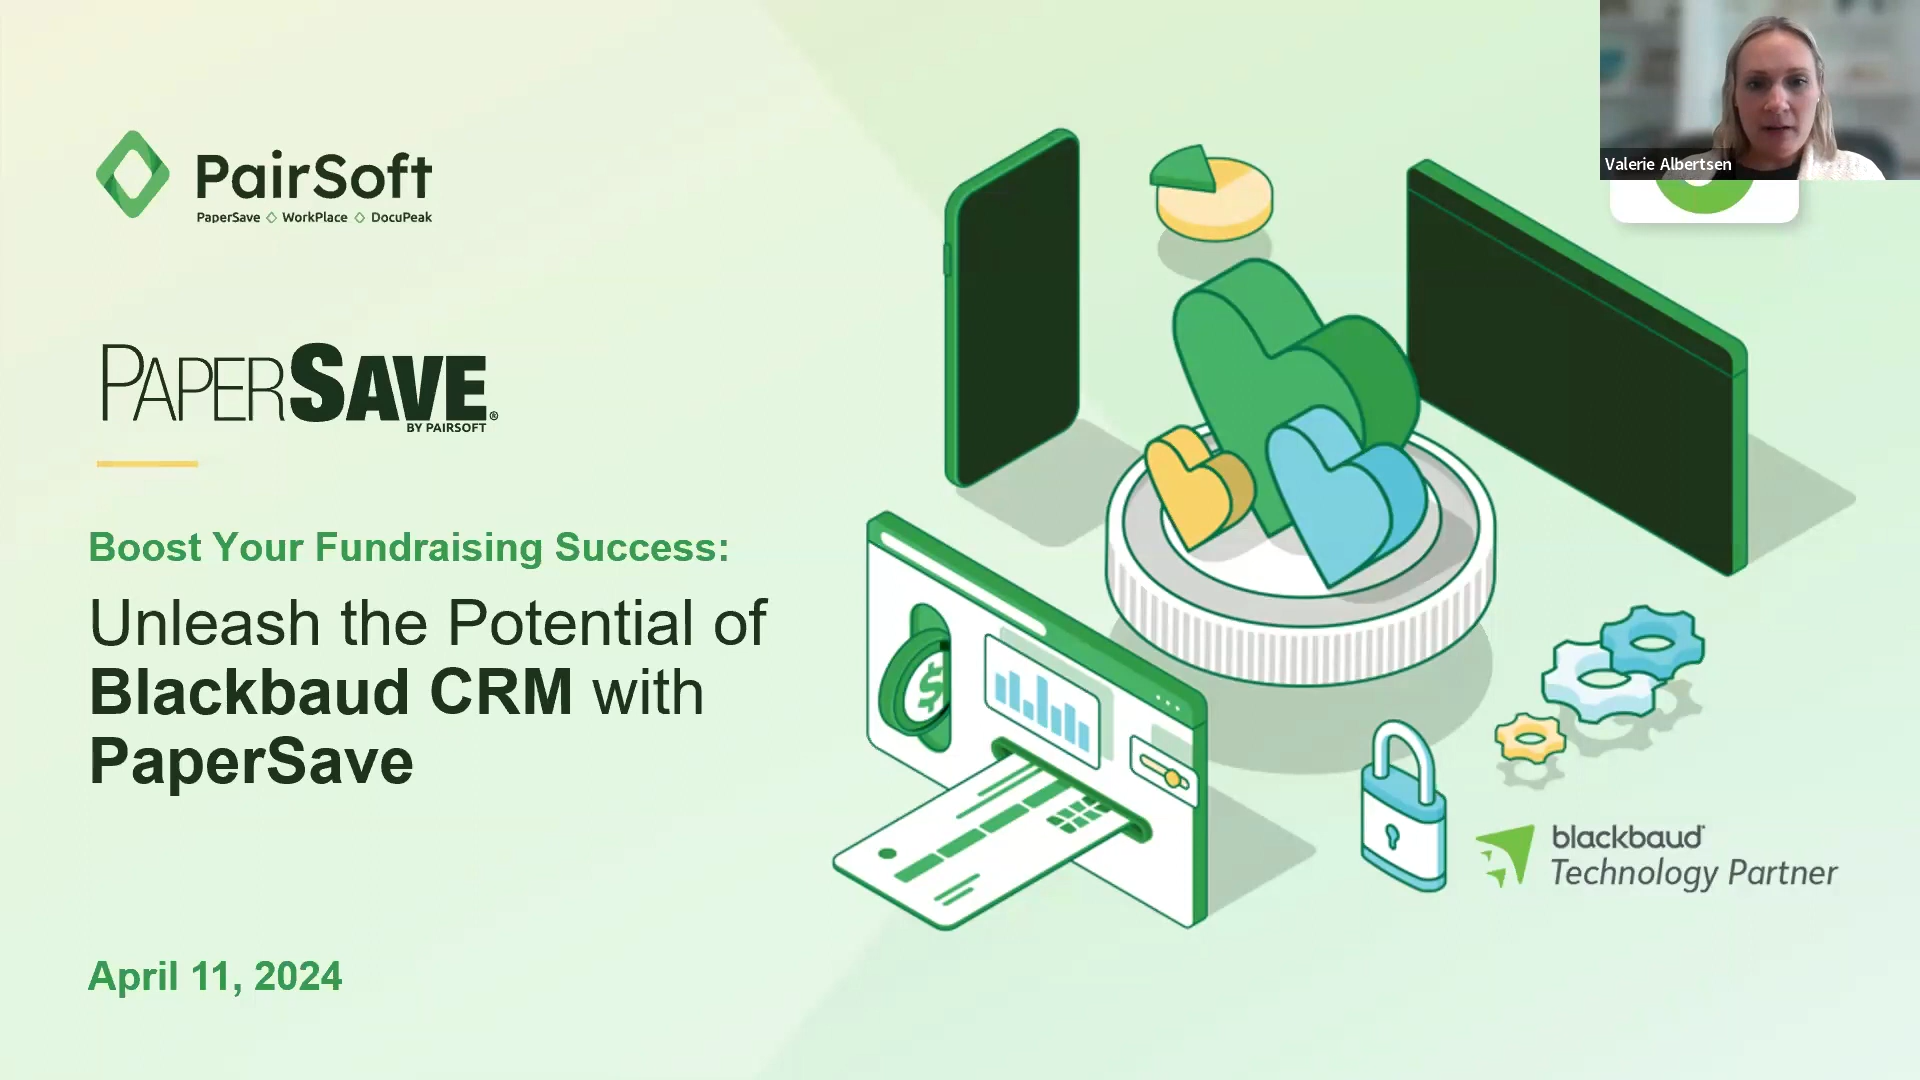 PairSoft
PaperSave ◇ WorkPlace ◇ DocuPeak
PAPERSAVE®
BY PAIRSOFT
Boost Your Fundraising Success:
Unleash the Potential of
Blackbaud CRM with
PaperSave
April 11, 2024
Valerie Albertsen
$
blackbaud®
Technology Partner